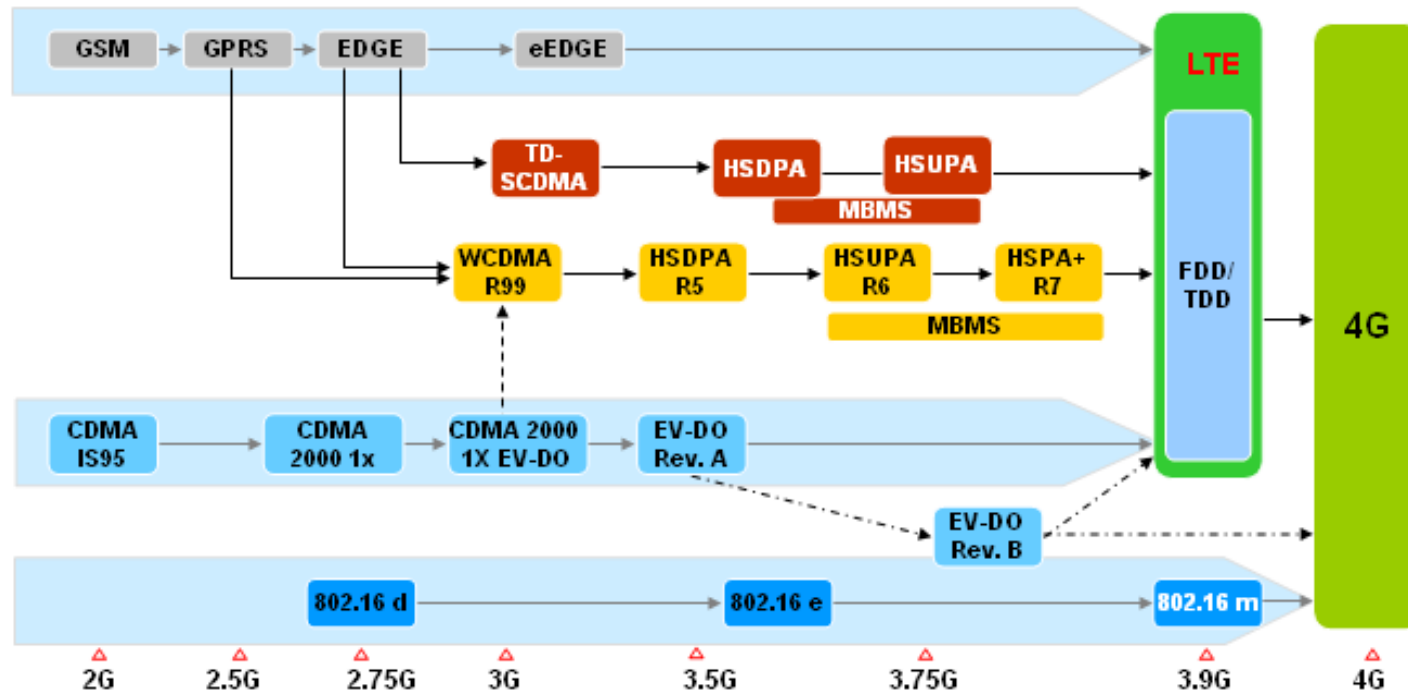 GSM
GPRS
EDGE
eEDGE
LTE
TD-
SCDMA
HSDPA
HSUPA
MBMS
WCDMA
R99
HSDPA
R5
HSUPA
R6
HSPA+
R7
MBMS
FDD/
TDD
4G
CDMA
IS95
CDMA
2000 1x
CDMA 2000
1X EV-DO
EV-DO
Rev. A
EV-DO
Rev. B
802.16 d
802.16 e
802.16 m
2G
2.5G
2.75G
3G
3.5G
3.75G
3.9G
4G